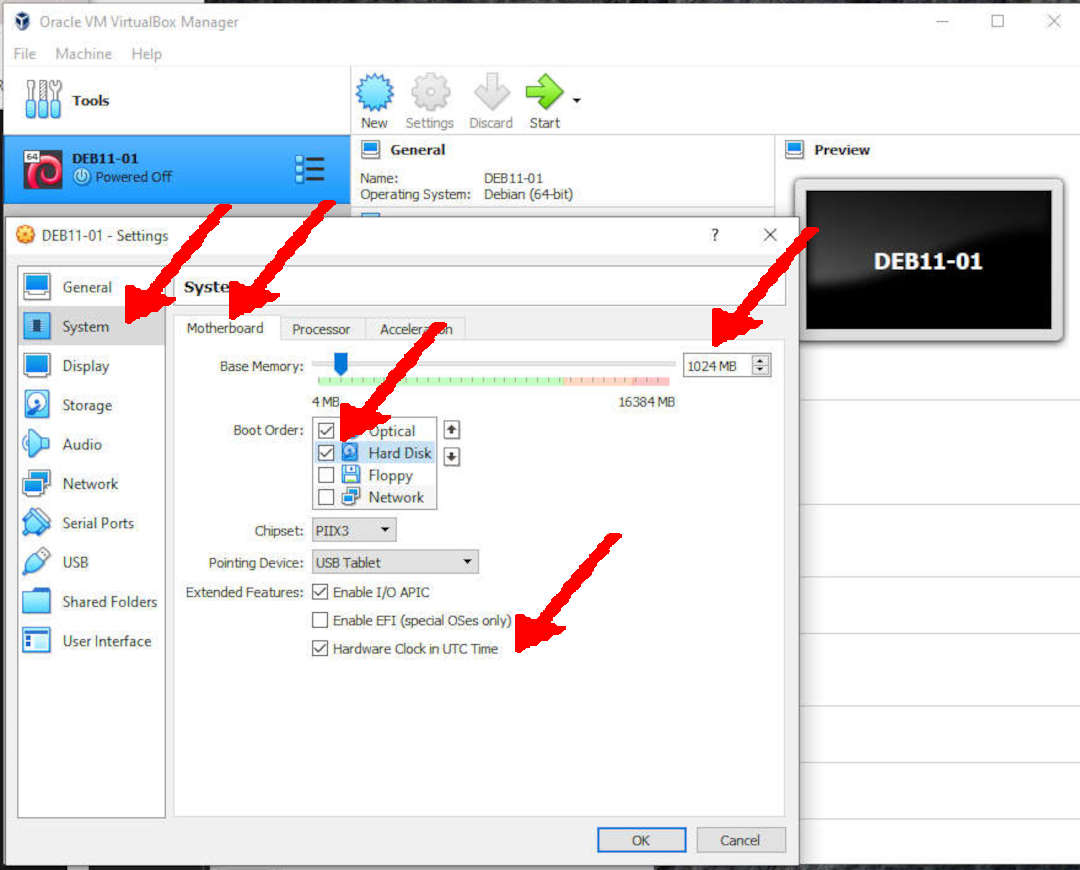 Oracle VM VirtualBox Manager
File Machine Help
Tools
New Settings Discard Start
64
DEB11-01
Powered Off
General
Name: DEB11-01
Operating System: Debian (64-bit)
Preview
DEB11-01
DEB11-01 - Settings
?
General
System
Display
Storage
Audio
Network
Serial Ports
USB
Shared Folders
User Interface
Motherboard Processor
Base Memory: 1024 MB
4 MB 16384 MB
Boot Order: Optical
Hard Disk
Floppy
Network
Chipset: PIIX3
Pointing Device: USB Tablet
Extended Features: Enable I/O APIC
Enable EFI (special OSes only)
Hardware Clock in UTC Time
OK Cancel